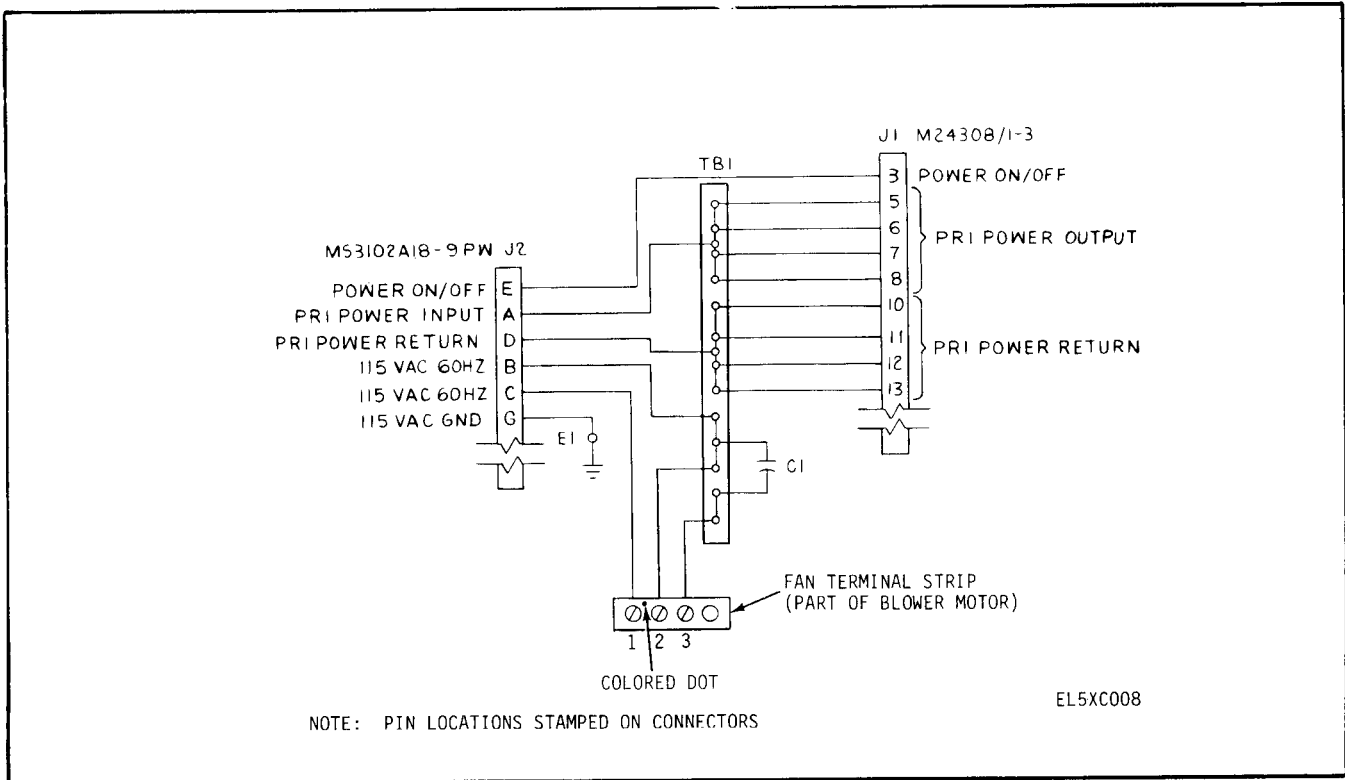 J1 M24308/1-3
TB1
3 POWER ON/OFF
5
6
PRI POWER OUTPUT
7
8
10
11
PRI POWER RETURN
12
13
MS3102A18-9PW J2
POWER ON/OFF E
PRI POWER INPUT A
PRI POWER RETURN D
115 VAC 60HZ B
115 VAC 60HZ C
115 VAC GND G
E1
C1
FAN TERMINAL STRIP
(PART OF BLOWER MOTOR)
1 2 3
COLORED DOT
EL5XC008
NOTE: PIN LOCATIONS STAMPED ON CONNECTORS